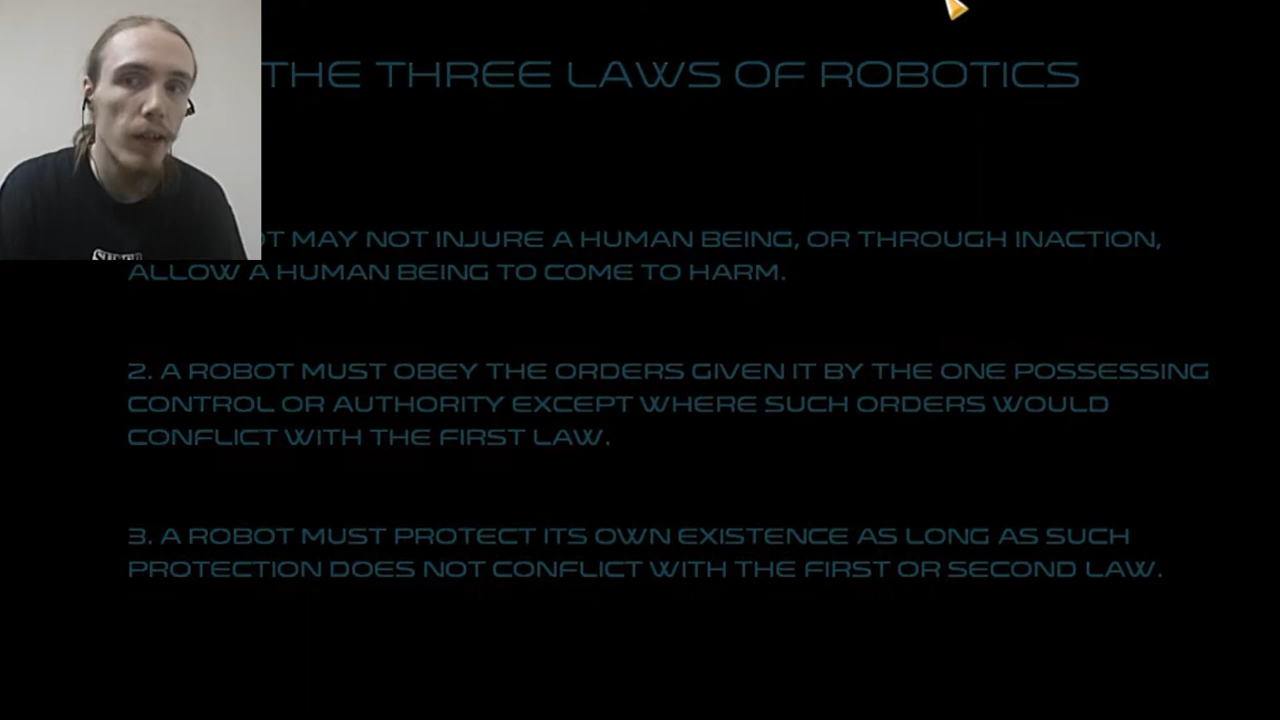 THE THREE LAWS OF ROBOTICS
MAY NOT INJURE A HUMAN BEING, OR THROUGH INACTION,
ALLOW A HUMAN BEING TO COME TO HARM.
2. A ROBOT MUST OBEY THE ORDERS GIVEN IT BY THE ONE POSSESSING
CONTROL OR AUTHORITY EXCEPT WHERE SUCH ORDERS WOULD
CONFLICT WITH THE FIRST LAW.
3. A ROBOT MUST PROTECT ITS OWN EXISTENCE AS LONG AS SUCH
PROTECTION DOES NOT CONFLICT WITH THE FIRST OR SECOND LAW.